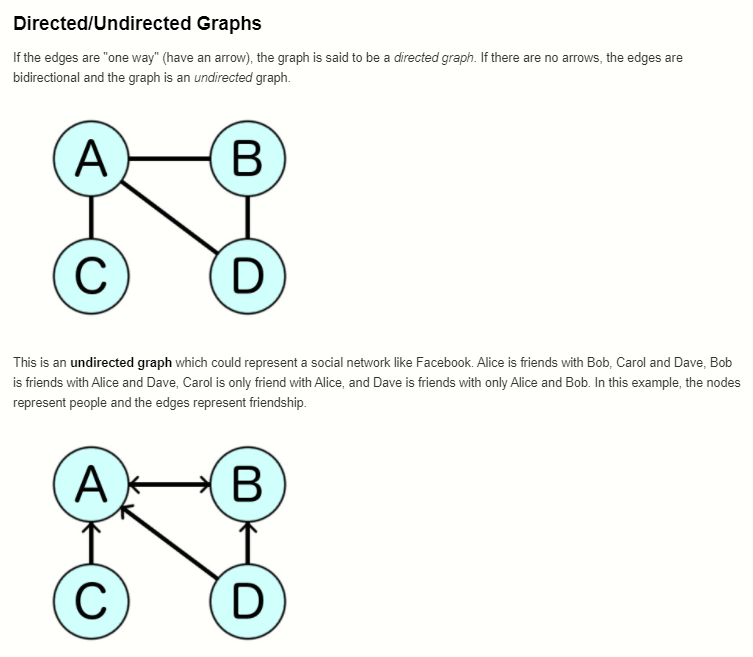 Directed/Undirected Graphs
If the edges are "one way" (have an arrow), the graph is said to be a directed graph. If there are no arrows, the edges are
bidirectional and the graph is an undirected graph.
A B
C D
This is an undirected graph which could represent a social network like Facebook. Alice is friends with Bob, Carol and Dave, Bob
is friends with Alice and Dave, Carol is only friend with Alice, and Dave is friends with only Alice and Bob. In this example, the nodes
represent people and the edges represent friendship.
A B
C D